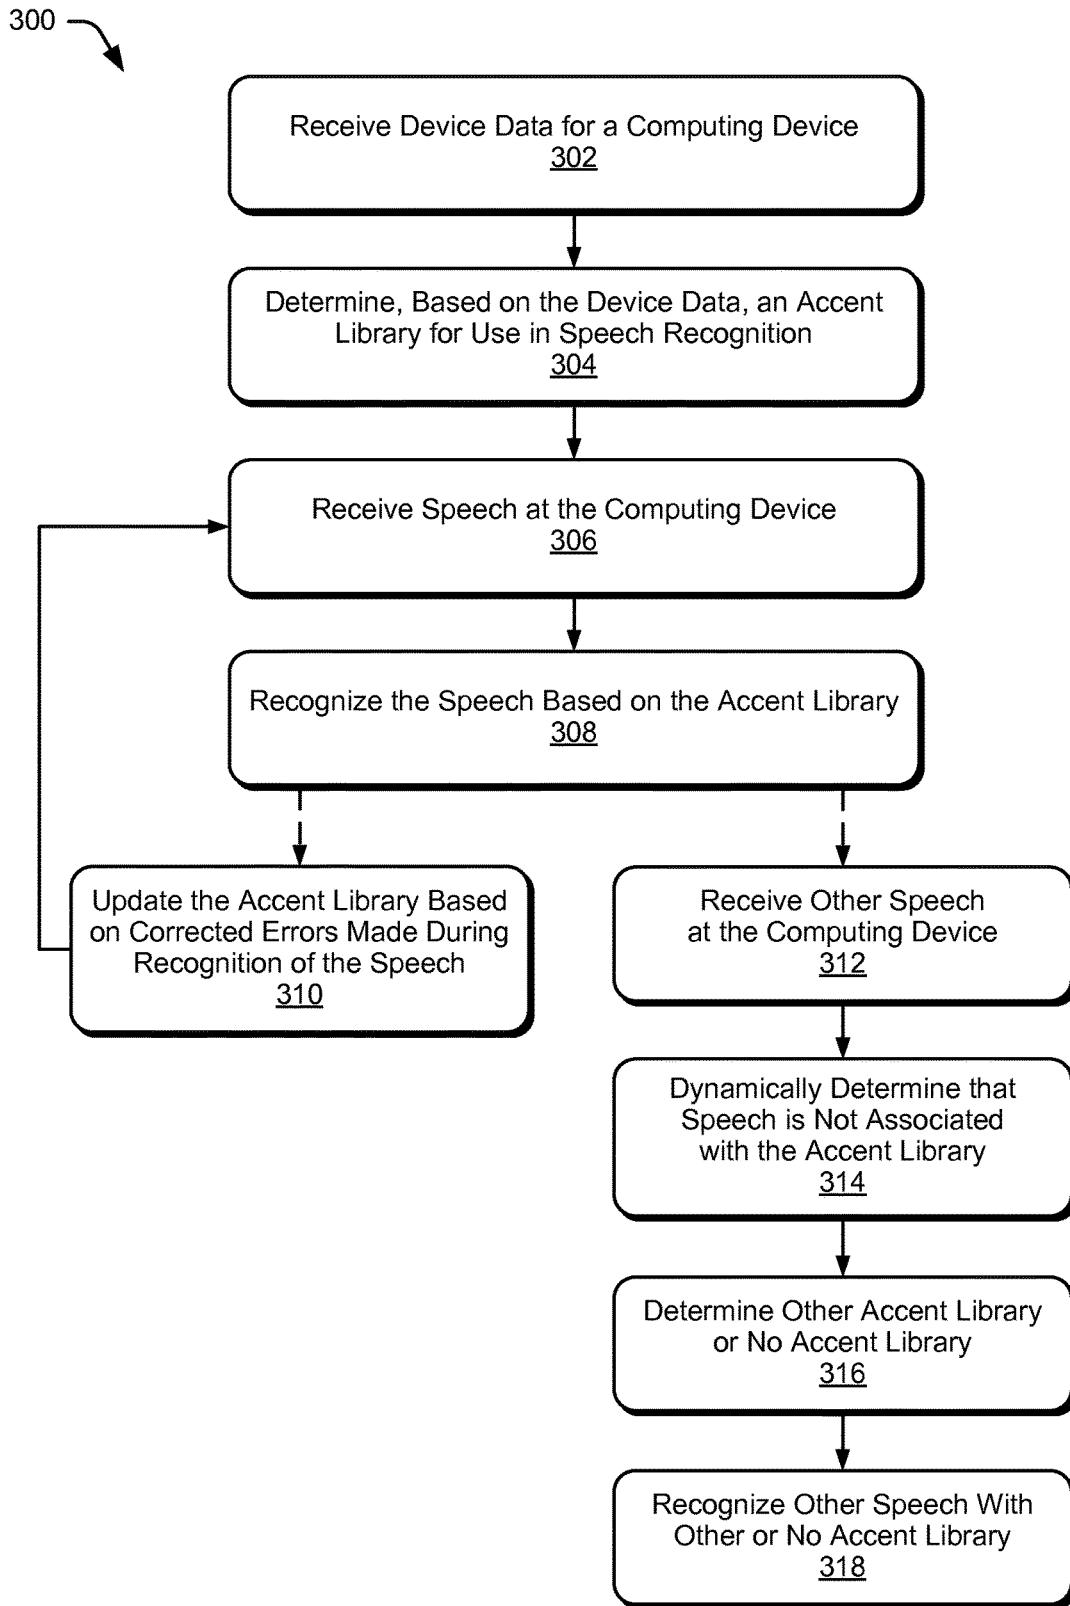 300
Receive Device Data for a Computing Device
302
Determine, Based on the Device Data, an Accent
Library for Use in Speech Recognition
304
Receive Speech at the Computing Device
306
Recognize the Speech Based on the Accent Library
308
Update the Accent Library Based
on Corrected Errors Made During
Recognition of the Speech
310
Receive Other Speech
at the Computing Device
312
Dynamically Determine that
Speech is Not Associated
with the Accent Library
314
Determine Other Accent Library
or No Accent Library
316
Recognize Other Speech With
Other or No Accent Library
318